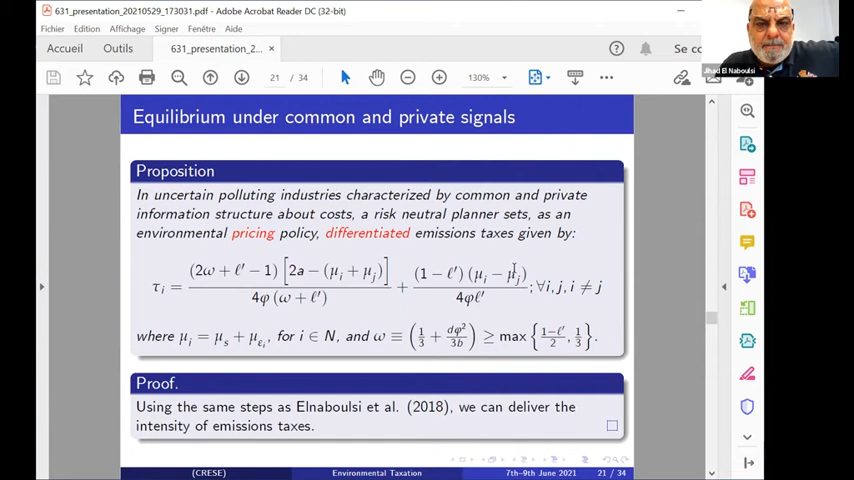 631_presentation_20210529_173031.pdf - Adobe Acrobat Reader DC (32-bit)
Fichier Edition Affichage Signer Fenêtre Aide
Accueil Outils 631_presentation_2... × Se co
21 / 34 130%
Jihad El Naboulsi
Equilibrium under common and private signals
Proposition
In uncertain polluting industries characterized by common and private
information structure about costs, a risk neutral planner sets, as an
environmental pricing policy, differentiated emissions taxes given by:
τ_i = (2ω + ℓ′ − 1) [2a − (μ_i + μ_j)] / 4φ (ω + ℓ′) + (1 − ℓ′) (μ_i − μ_j) / 4φℓ′ ; ∀i, j, i ≠ j
where μ_i = μ_s + μ_ε_i, for i ∈ N, and ω ≡ (1/3 + dφ²/3b) ≥ max {1−ℓ′/2, 1/3}.
Proof.
Using the same steps as Elnaboulsi et al. (2018), we can deliver the
intensity of emissions taxes.
(CRESE) Environmental Taxation 7th-9th June 2021 21 / 34